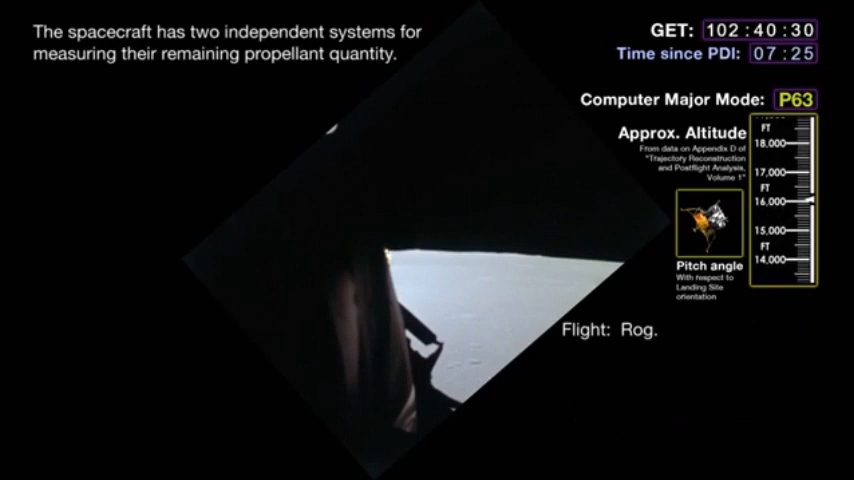 The spacecraft has two independent systems for
measuring their remaining propellant quantity.
GET: 102:40:30
Time since PDI: 07:25
Computer Major Mode: P63
Approx. Altitude
From data on Appendix D of
"Trajectory Reconstruction
and Postflight Analysis,
Volume 1"
FT
18,000
17,000
FT
16,000
15,000
FT
14,000
Pitch angle
With respect to
Landing Site
orientation
Flight: Rog.